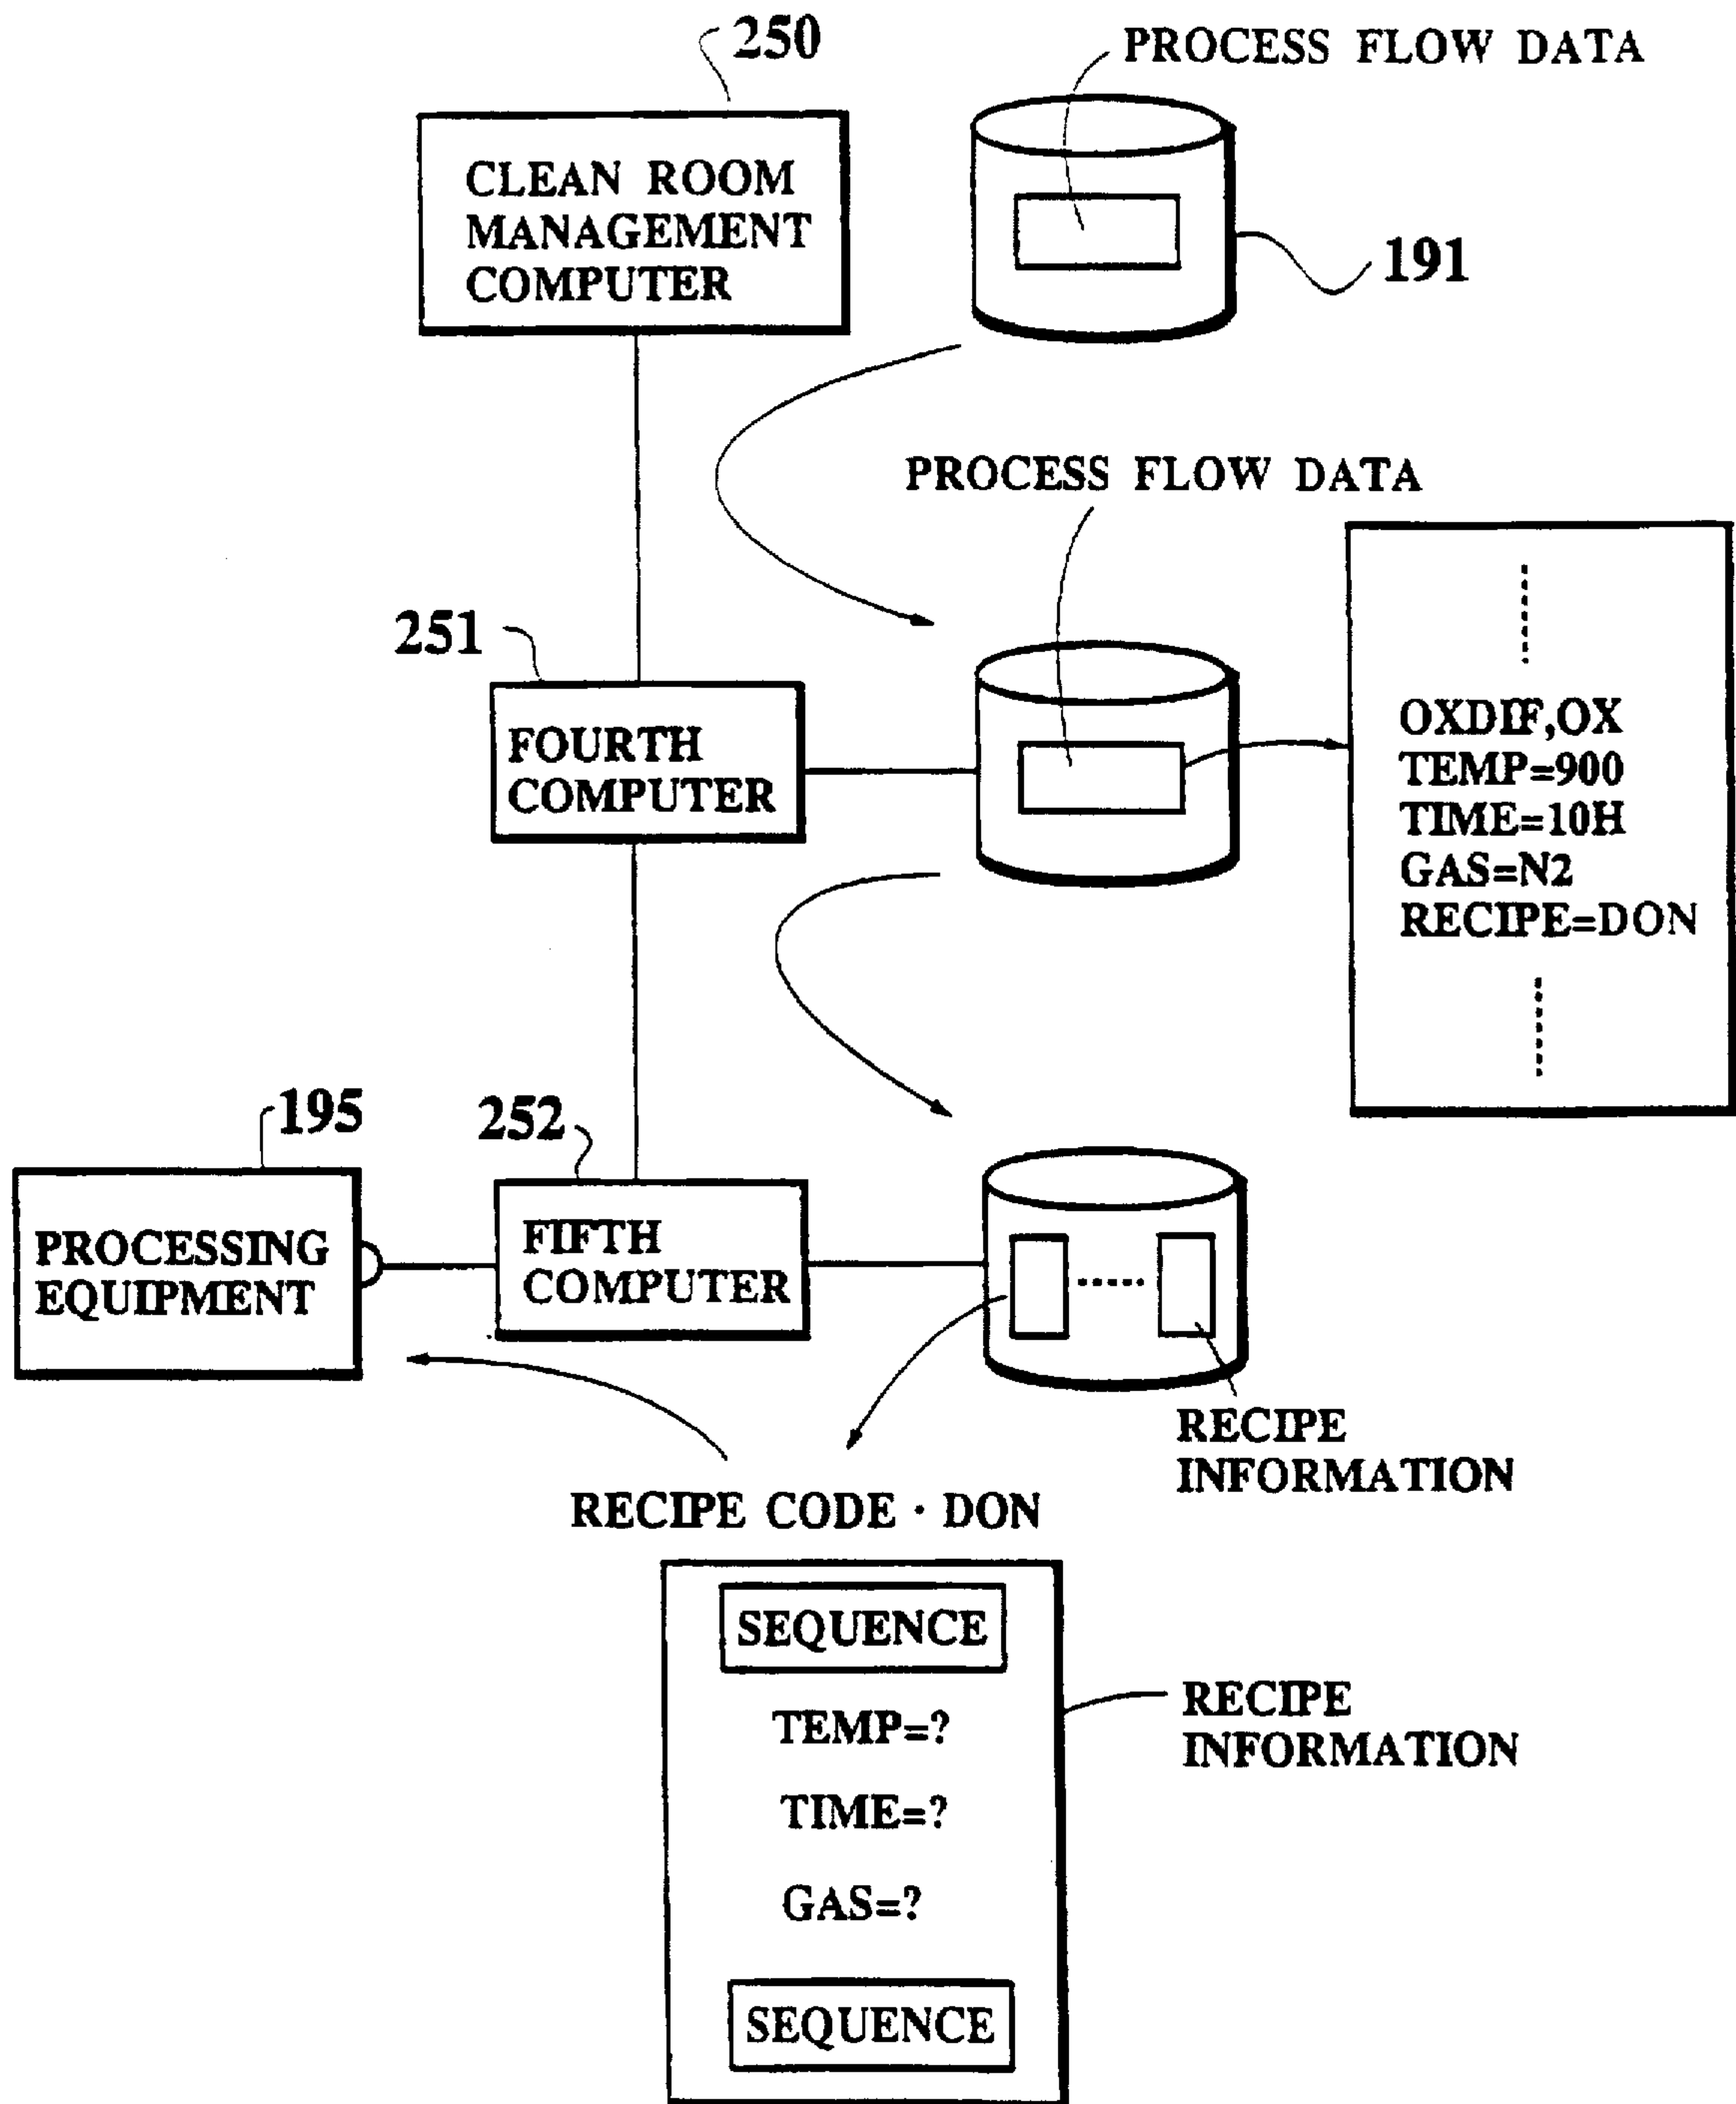 250
PROCESS FLOW DATA
CLEAN ROOM
MANAGEMENT
COMPUTER
191
PROCESS FLOW DATA
251
FOURTH
COMPUTER
OXDIF,OX
TEMP=900
TIME=10H
GAS=N2
RECIPE=DON
195
252
PROCESSING
EQUIPMENT
FIFTH
COMPUTER
RECIPE
INFORMATION
RECIPE CODE · DON
SEQUENCE
TEMP=?
TIME=?
GAS=?
SEQUENCE
RECIPE
INFORMATION